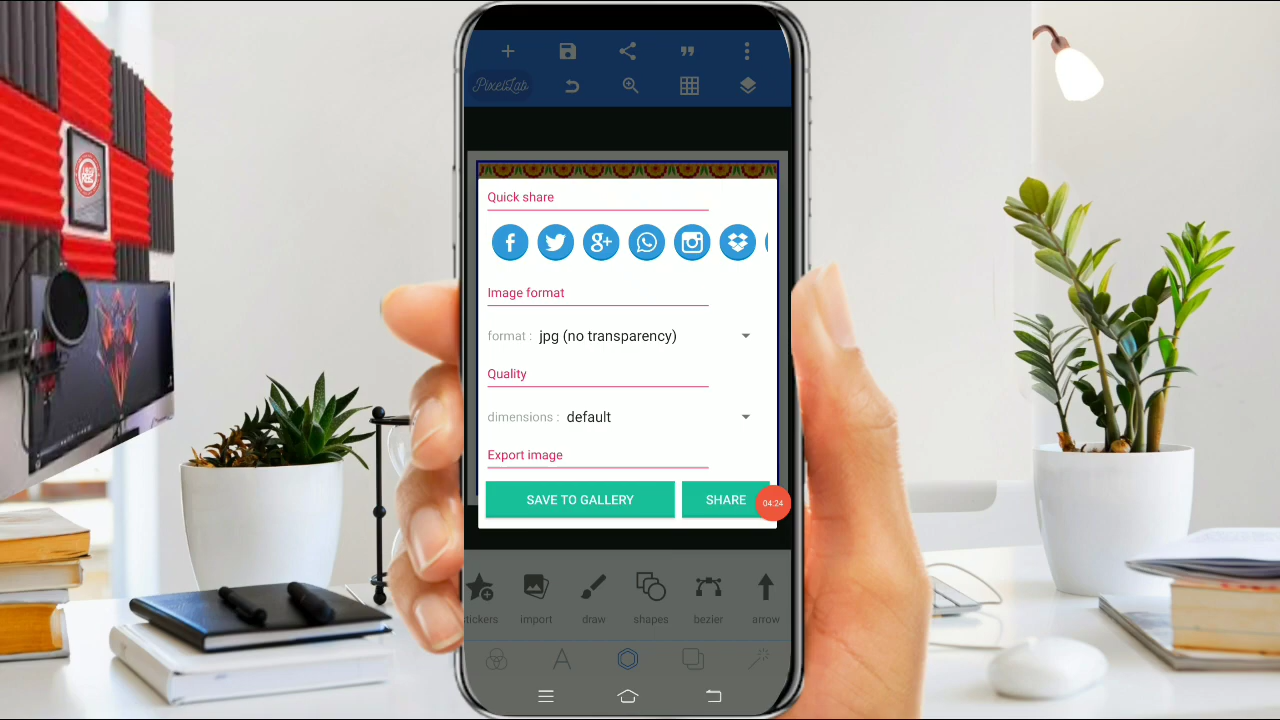 PixelLab
Quick share
Image format
format : jpg (no transparency)
Quality
dimensions : default
Export image
SAVE TO GALLERY
SHARE
04:24
stickers
import
draw
shapes
bezier
arrow